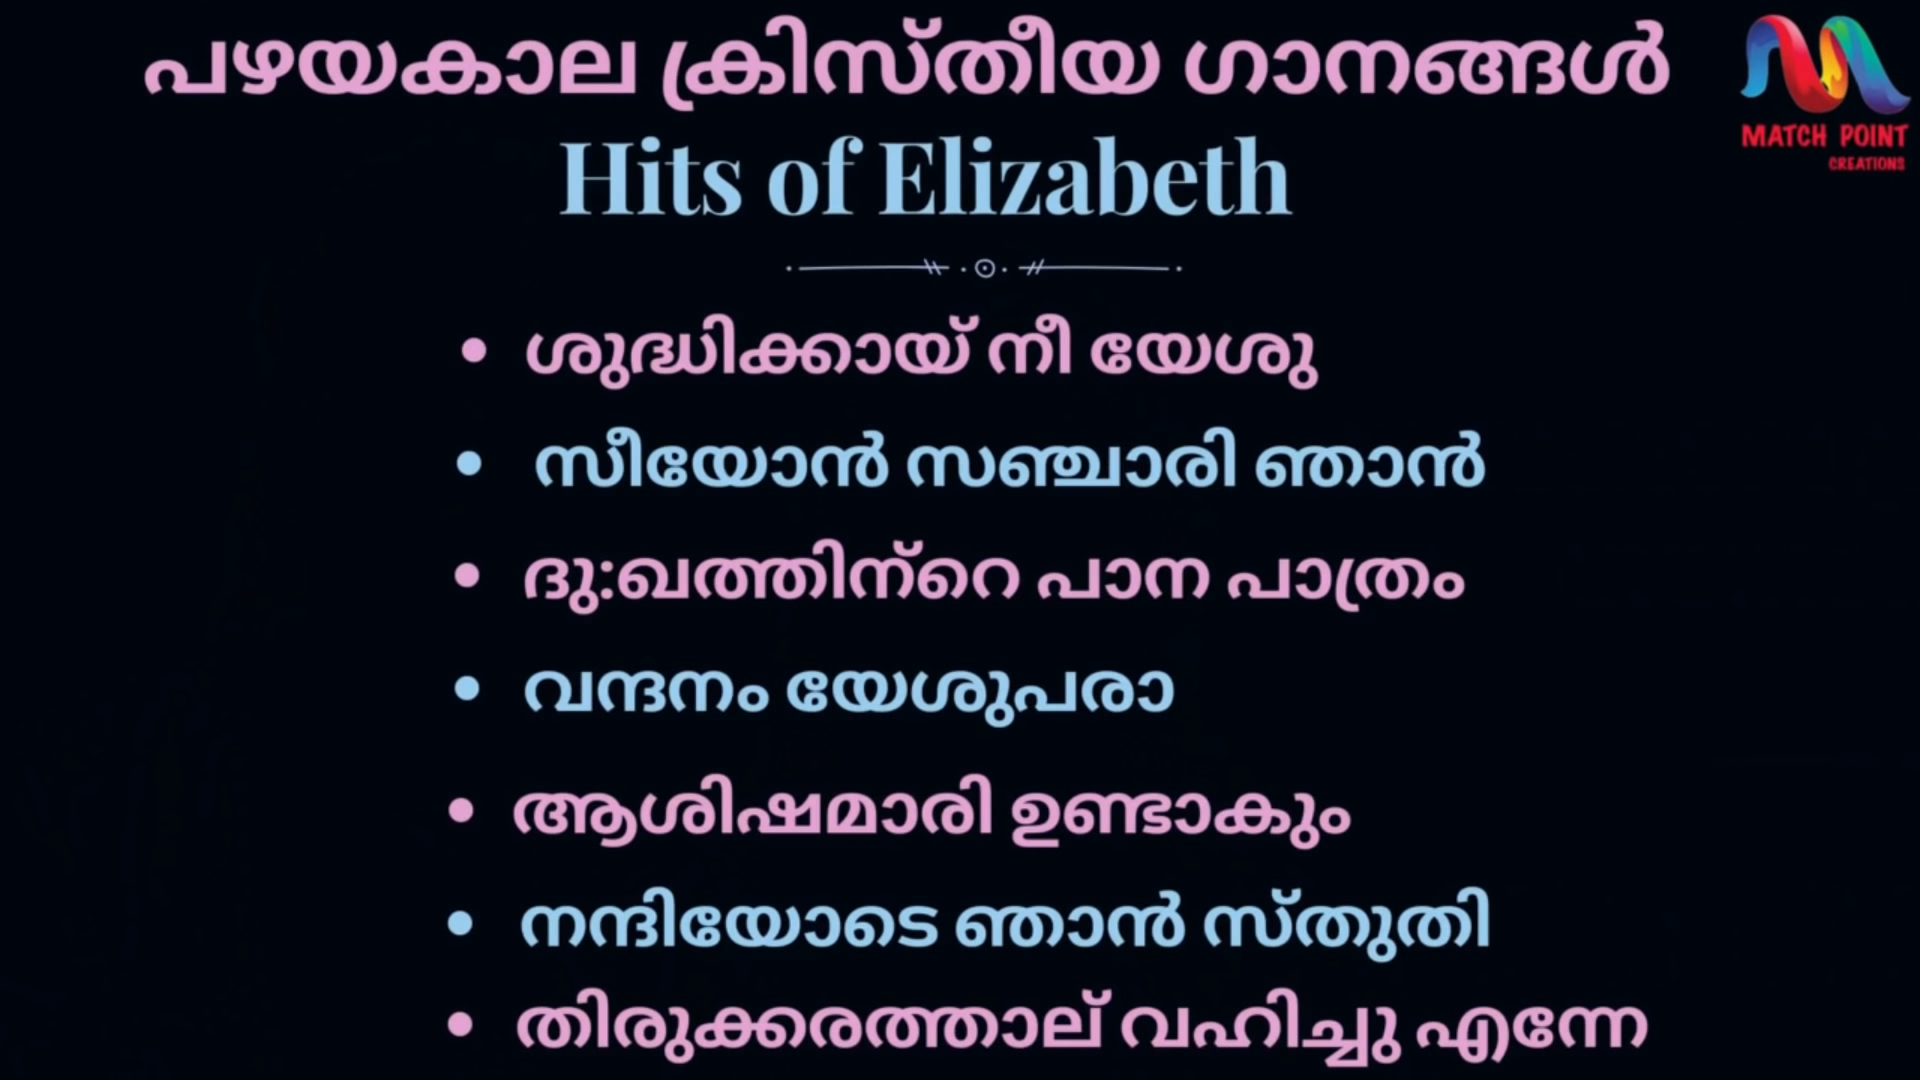 പഴയകാല ക്രിസ്തീയ ഗാനങ്ങൾ
MATCH POINT
CREATIONS
Hits of Elizabeth
• ശുദ്ധിക്കായ് നീ യേശു
• സീയോൻ സഞ്ചാരി ഞാൻ
• ദു:ഖത്തിന്റെ പാന പാത്രം
• വന്ദനം യേശുപരാ
• ആശിഷമാരി ഉണ്ടാകും
• നന്ദിയോടെ ഞാൻ സ്തുതി
• തിരുക്കരത്താല് വഹിച്ചു എന്നേ